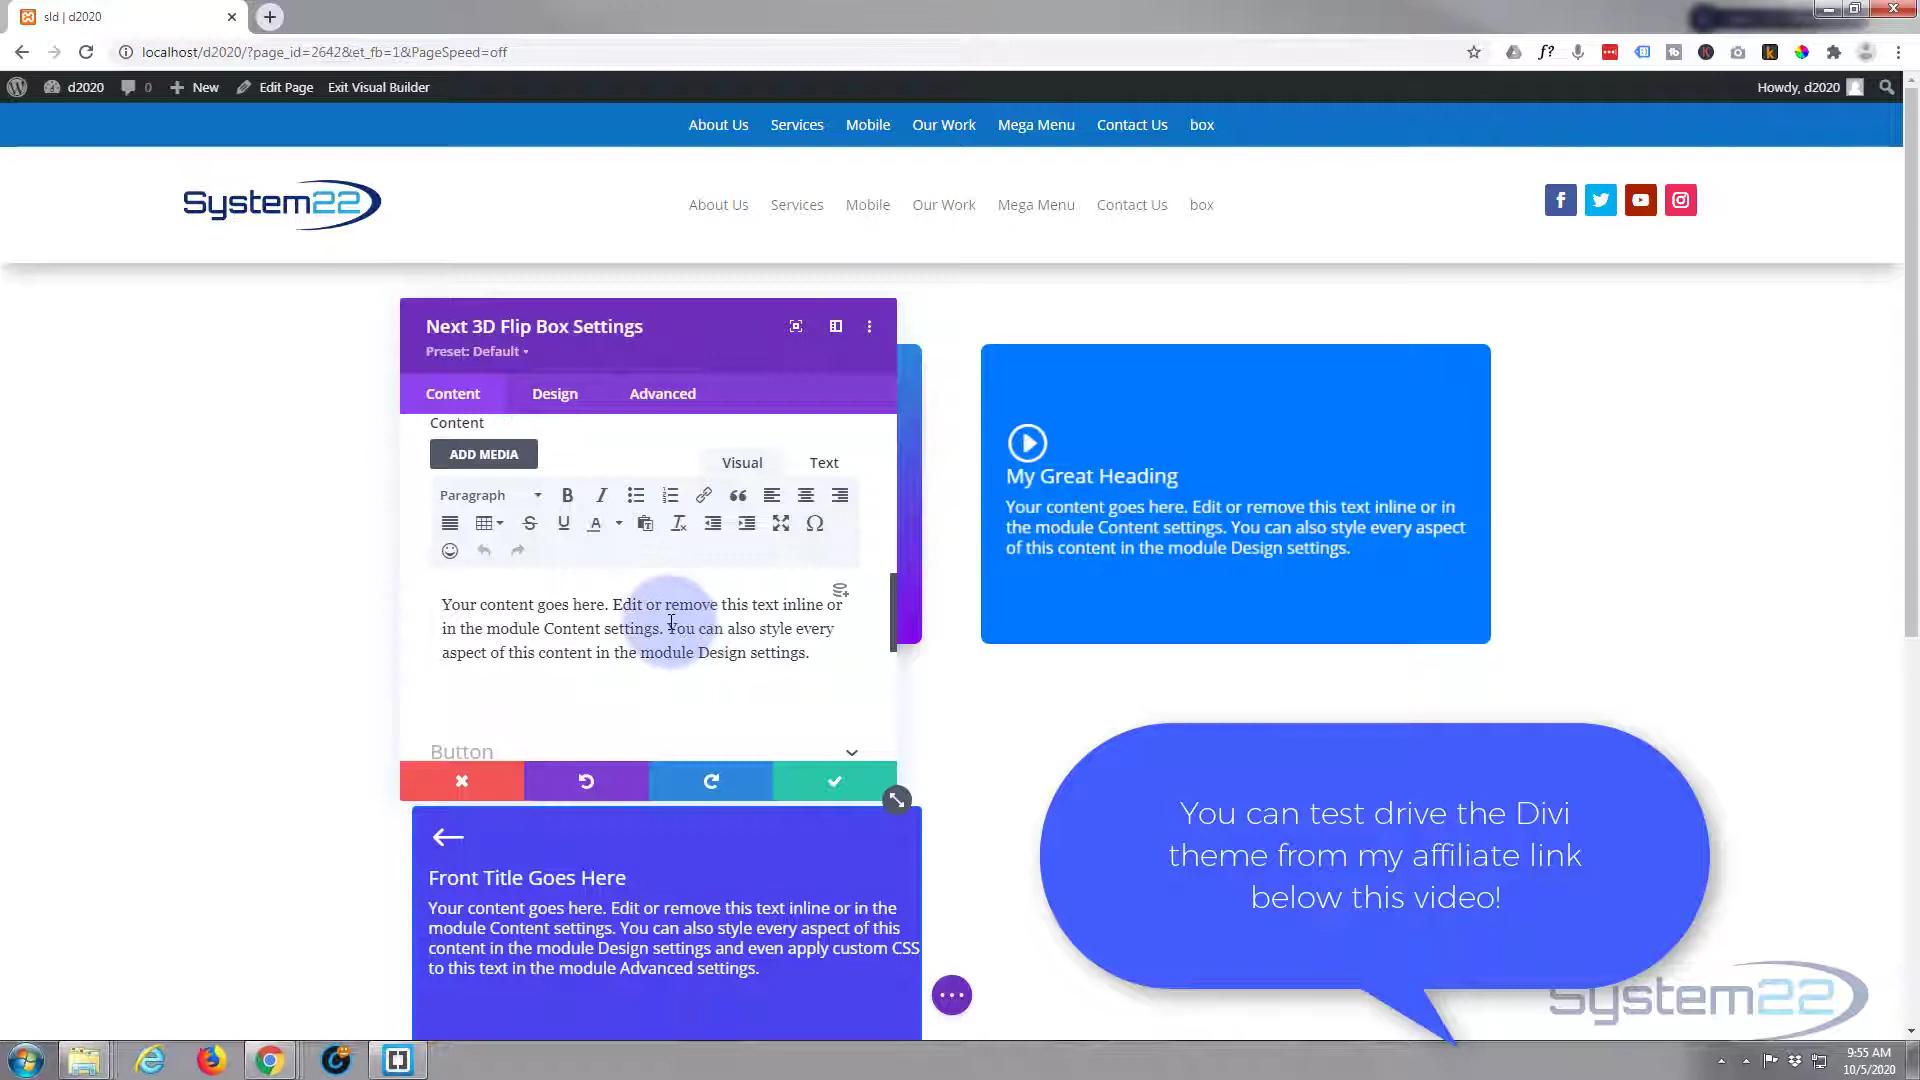 sld | d2020
localhost/d2020/?page_id=2642&et_fb=1&PageSpeed=off
f?
d2020
0
New
Edit Page
Exit Visual Builder
Howdy, d2020
About Us
Services
Mobile
Our Work
Mega Menu
Contact Us
box
System22
About Us
Services
Mobile
Our Work
Mega Menu
Contact Us
box
Next 3D Flip Box Settings
Preset: Default
Content
Design
Advanced
Content
ADD MEDIA
Visual
Text
Paragraph
Your content goes here. Edit or remove this text inline or
in the module Content settings. You can also style every
aspect of this content in the module Design settings.
Button
My Great Heading
Your content goes here. Edit or remove this text inline or in
the module Content settings. You can also style every aspect
of this content in the module Design settings.
Front Title Goes Here
Your content goes here. Edit or remove this text inline or in the
module Content settings. You can also style every aspect of this
content in the module Design settings and even apply custom CSS
to this text in the module Advanced settings.
You can test drive the Divi
theme from my affiliate link
below this video!
System22
9:55 AM
10/5/2020